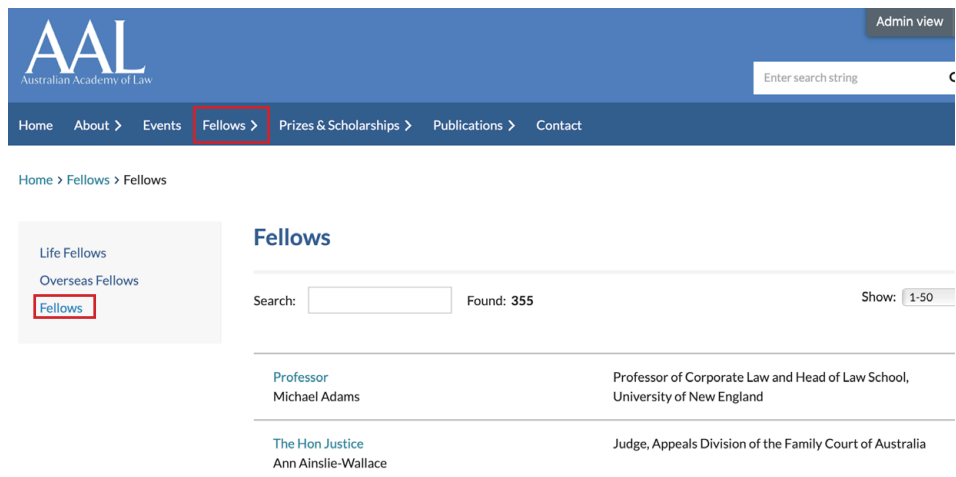 Admin view
AAL
Australian Academy of Law
Enter search string
Home About > Events Fellows > Prizes & Scholarships > Publications > Contact
Home > Fellows > Fellows
Life Fellows
Overseas Fellows
Fellows
Fellows
Search: Found: 355 Show: 1-50
Professor
Michael Adams
Professor of Corporate Law and Head of Law School,
University of New England
The Hon Justice
Ann Ainslie-Wallace
Judge, Appeals Division of the Family Court of Australia